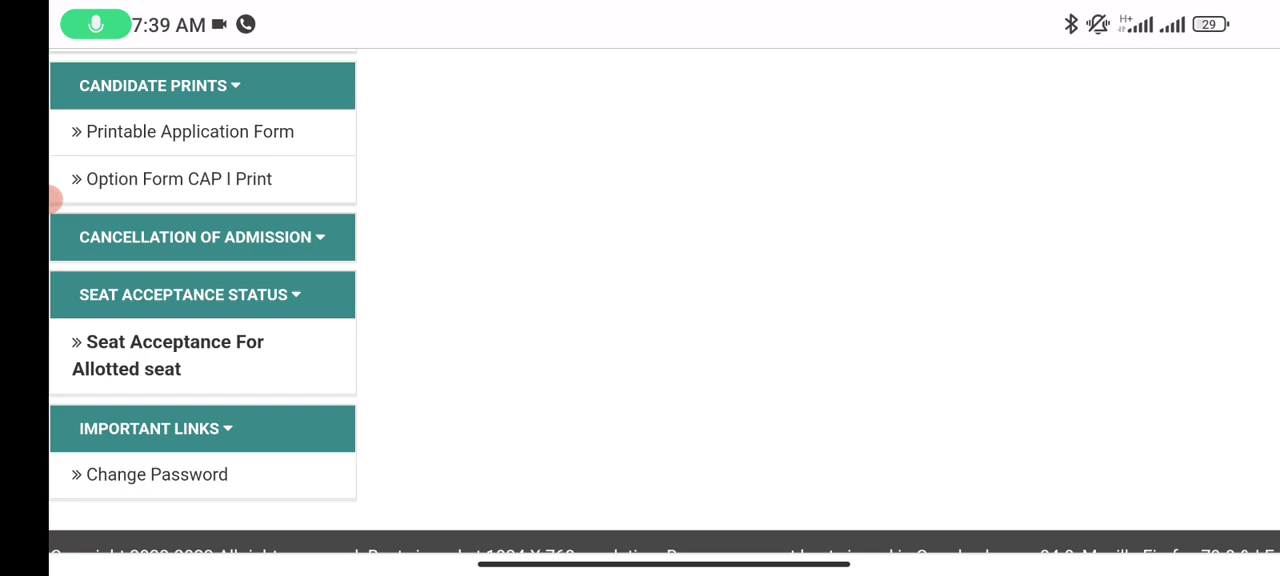 7:39 AM
H+
29
CANDIDATE PRINTS
» Printable Application Form
» Option Form CAP I Print
CANCELLATION OF ADMISSION
SEAT ACCEPTANCE STATUS
» Seat Acceptance For
Allotted seat
IMPORTANT LINKS
» Change Password